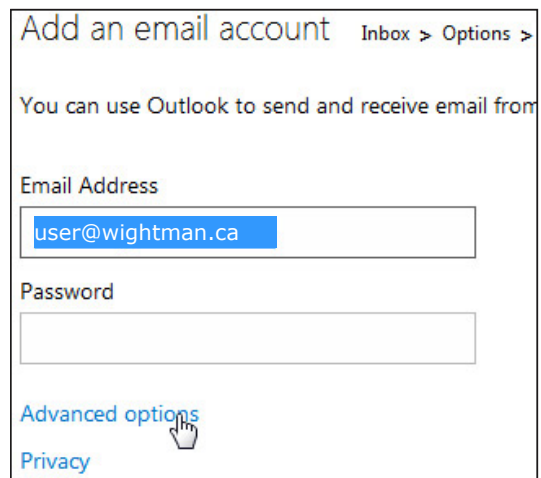 Add an email account Inbox > Options >
You can use Outlook to send and receive email from
Email Address
user@wightman.ca
Password
Advanced options
Privacy